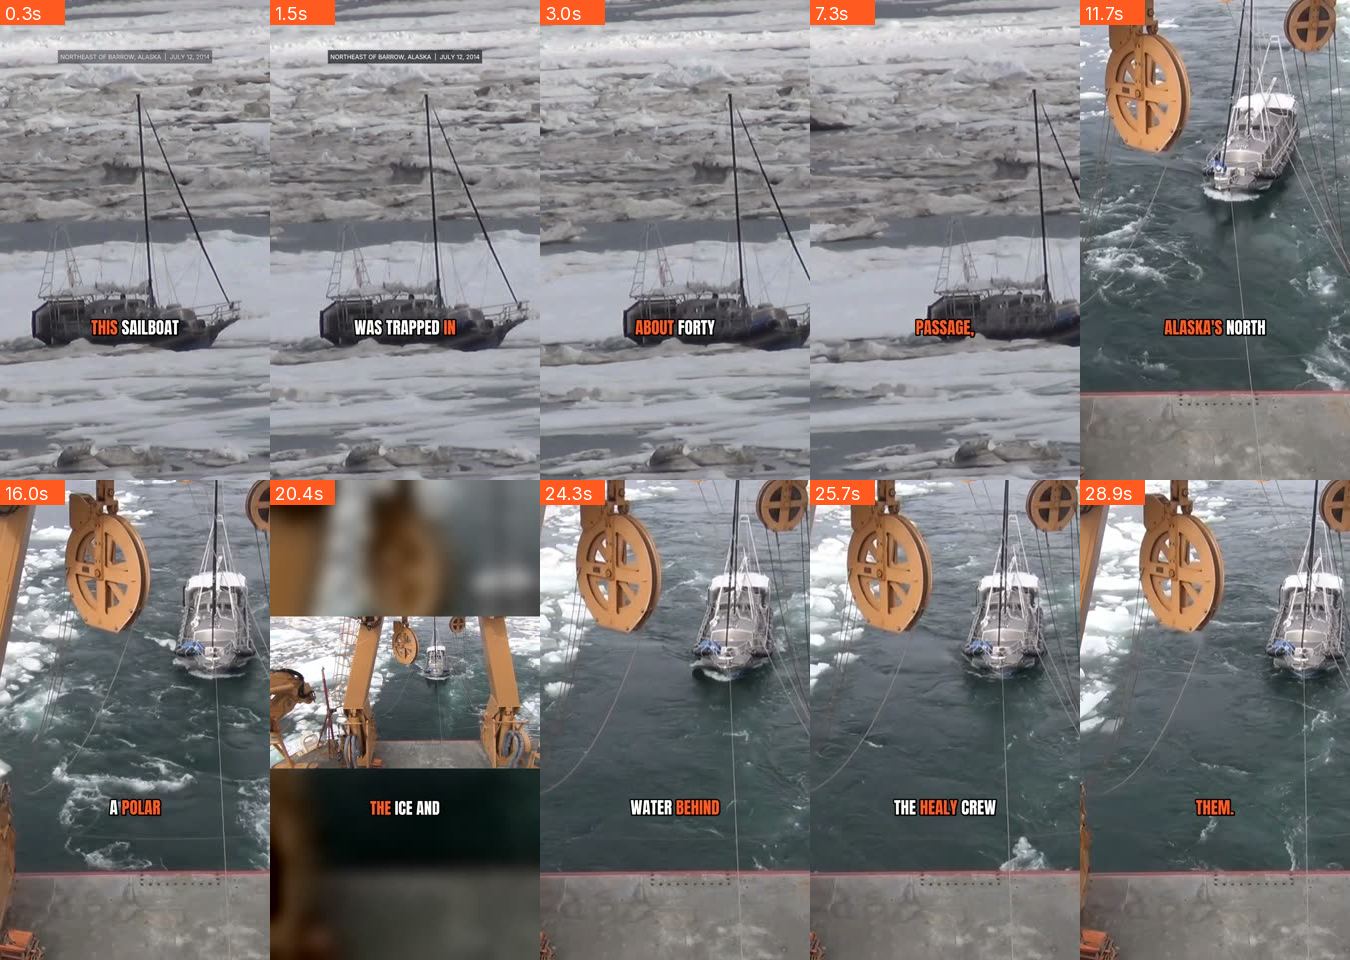 0.3s
NORTHEAST OF BARROW, ALASKA | JULY 12, 2014
THIS SAILBOAT
1.5s
NORTHEAST OF BARROW, ALASKA | JULY 12, 2014
WAS TRAPPED IN
3.0s
ABOUT FORTY
7.3s
PASSAGE,
11.7s
ALASKA'S NORTH
16.0s
A POLAR
20.4s
THE ICE AND
24.3s
WATER BEHIND
25.7s
THE HEALY CREW
28.9s
THEM.